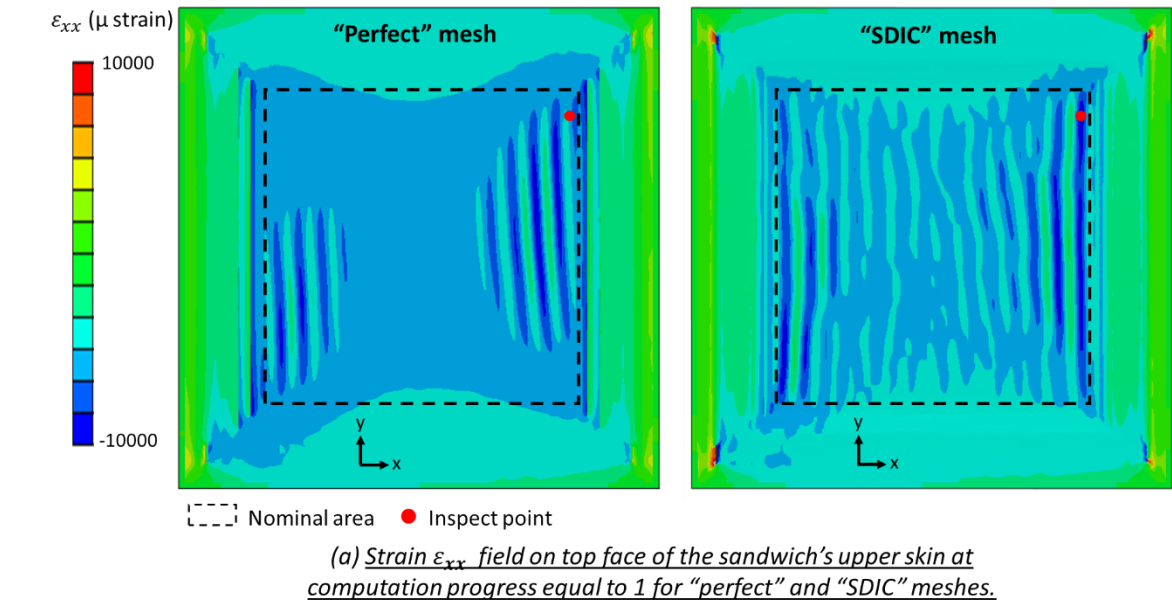 εxx (μ strain)
10000
-10000
“Perfect” mesh
y
x
“SDIC” mesh
y
x
Nominal area
Inspect point
(a) Strain εxx field on top face of the sandwich’s upper skin at
computation progress equal to 1 for “perfect” and “SDIC” meshes.